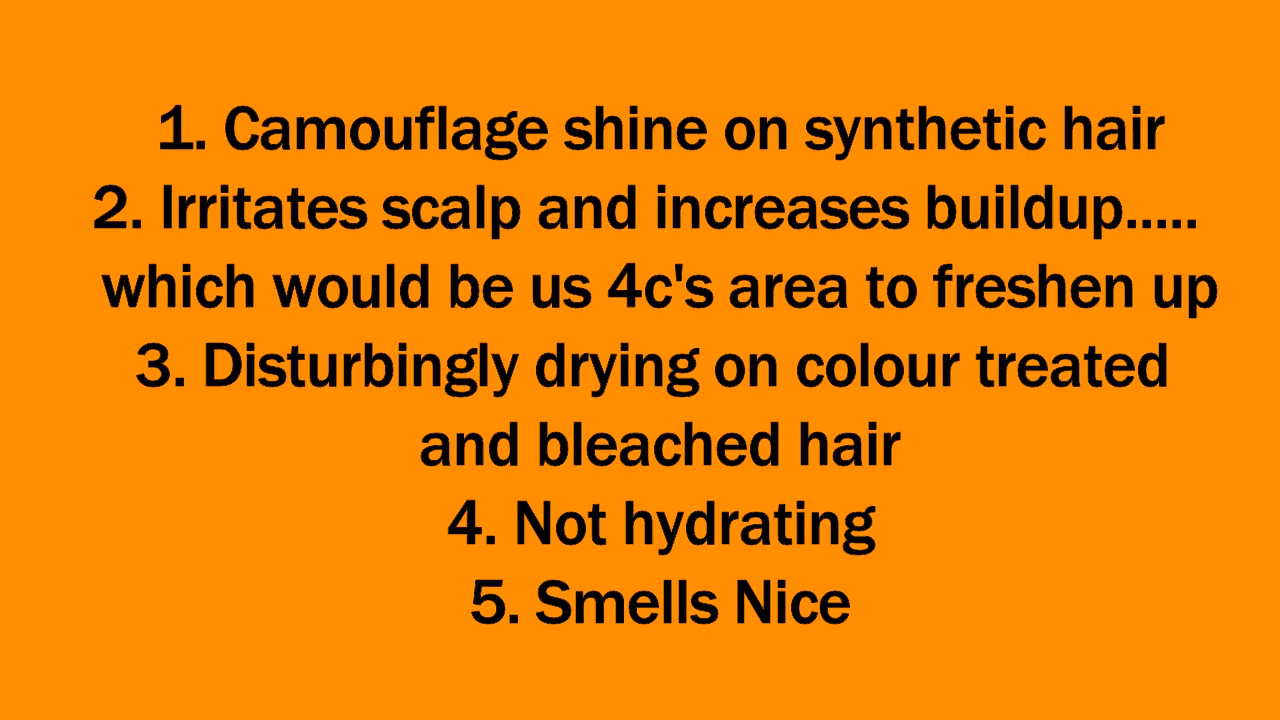 1. Camouflage shine on synthetic hair
2. Irritates scalp and increases buildup.....
which would be us 4c's area to freshen up
3. Disturbingly drying on colour treated
and bleached hair
4. Not hydrating
5. Smells Nice